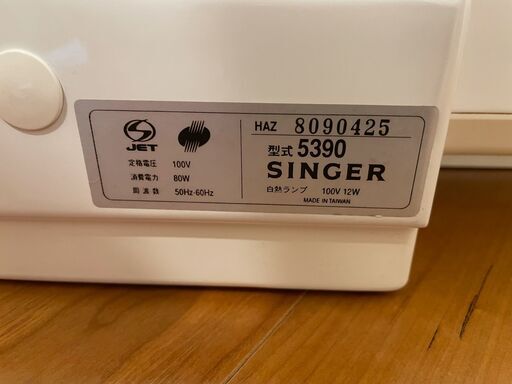 JET
定格電圧 100V
消費電力 80W
周波数 50Hz-60Hz
HAZ 8090425
型式 5390
SINGER
白熱ランプ 100V 12W
MADE IN TAIWAN